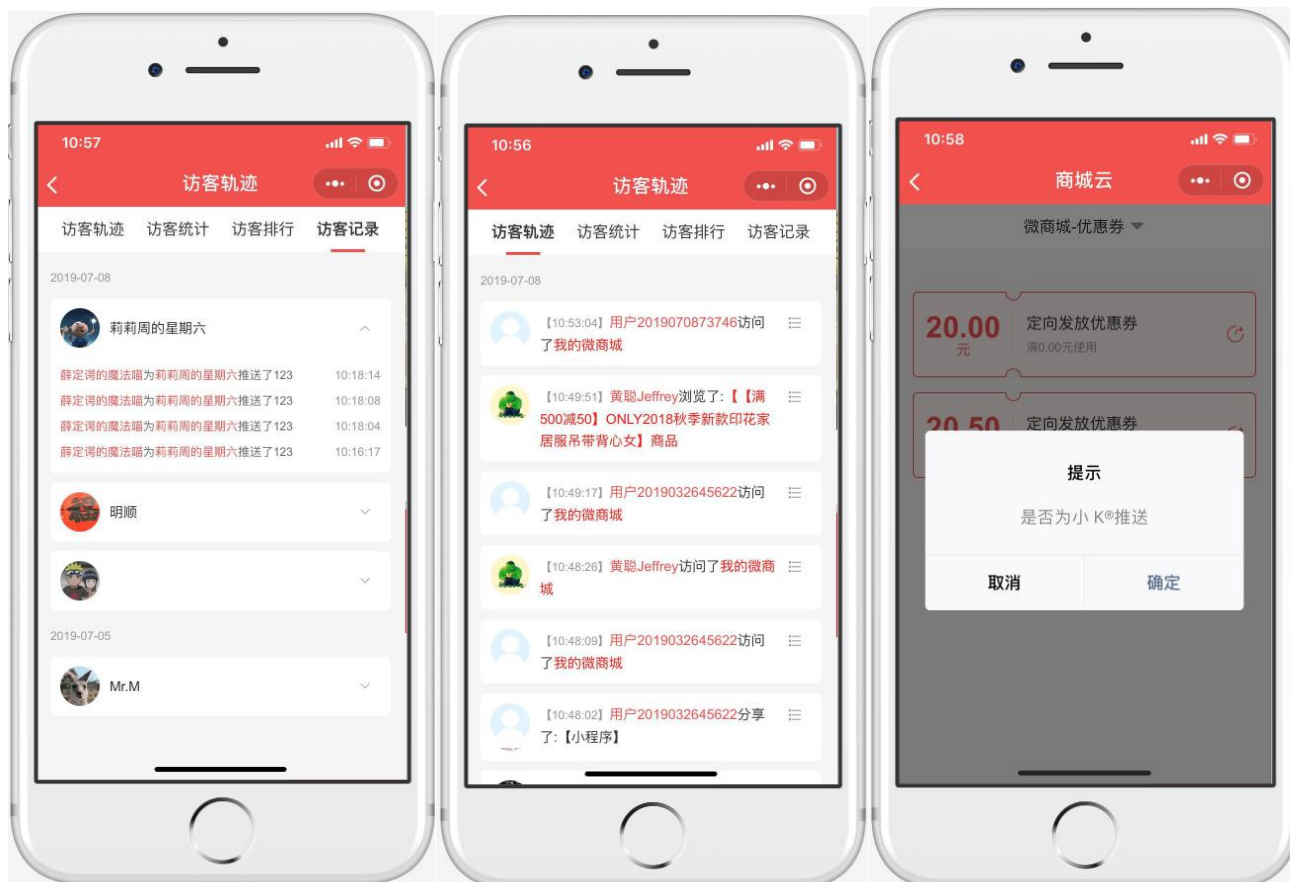 10:57
访客轨迹
访客轨迹 访客统计 访客排行 访客记录
2019-07-08
莉莉周的星期六
薛定谔的魔法喵为莉莉周的星期六推送了123 10:18:14
薛定谔的魔法喵为莉莉周的星期六推送了123 10:18:08
薛定谔的魔法喵为莉莉周的星期六推送了123 10:18:04
薛定谔的魔法喵为莉莉周的星期六推送了123 10:16:17
明顺
2019-07-05
Mr.M
10:56
访客轨迹
访客轨迹 访客统计 访客排行 访客记录
2019-07-08
【10:53:04】用户2019070873746访问
了我的微商城
【10:49:51】黄聪Jeffrey浏览了:【【满
500减50】ONLY2018秋季新款印花家
居服吊带背心女】商品
【10:49:17】用户2019032645622访问
了我的微商城
【10:48:26】黄聪Jeffrey访问了我的微商
城
【10:48:09】用户2019032645622访问
了我的微商城
【10:48:02】用户2019032645622分享
了:【小程序】
10:58
商城云
微商城-优惠券
20.00 定向发放优惠券
元 满0.00元使用
20.50 定向发放优惠券
提示
是否为小 K®推送
取消 确定